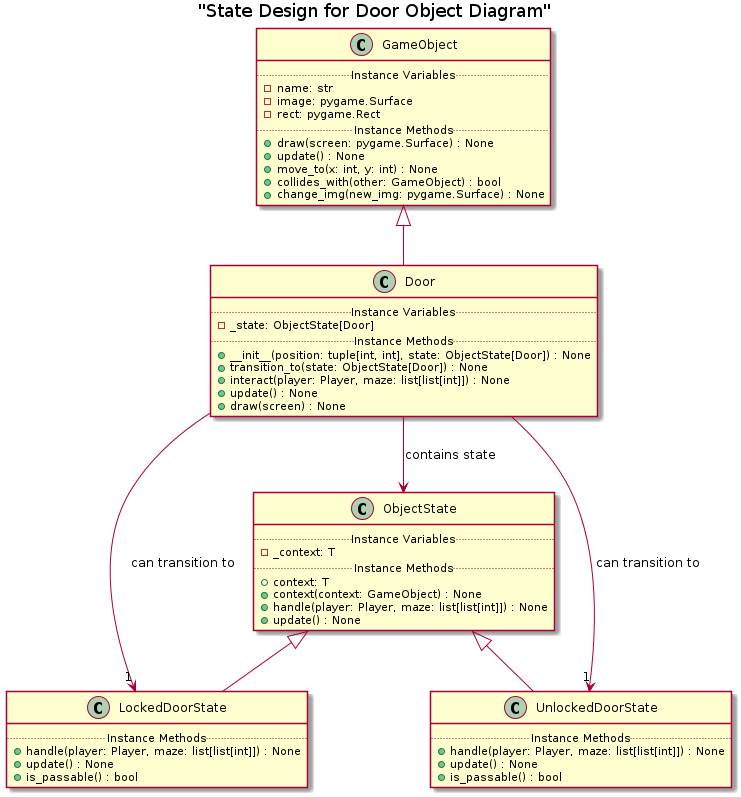 "State Design for Door Object Diagram"
C GameObject
Instance Variables
name: str
image: pygame.Surface
rect: pygame.Rect
Instance Methods
draw(screen: pygame.Surface) : None
update() : None
move_to(x: int, y: int) : None
collides_with(other: GameObject) : bool
change_img(new_img: pygame.Surface) : None
C Door
Instance Variables
_state: ObjectState[Door]
Instance Methods
__init__(position: tuple[int, int], state: ObjectState[Door]) : None
transition_to(state: ObjectState[Door]) : None
interact(player: Player, maze: list[list[int]]) : None
update() : None
draw(screen) : None
contains state
C ObjectState
Instance Variables
_context: T
Instance Methods
context: T
context(context: GameObject) : None
handle(player: Player, maze: list[list[int]]) : None
update() : None
can transition to
can transition to
1
1
C LockedDoorState
Instance Methods
handle(player: Player, maze: list[list[int]]) : None
update() : None
is_passable() : bool
C UnlockedDoorState
Instance Methods
handle(player: Player, maze: list[list[int]]) : None
update() : None
is_passable() : bool